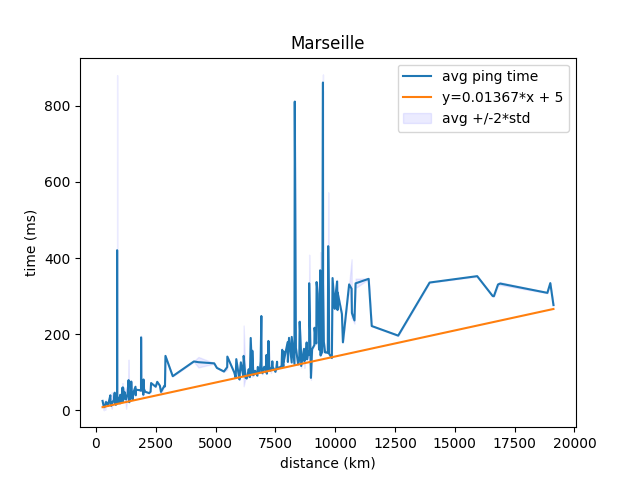 Marseille
avg ping time
y=0.01367*x + 5
avg +/-2*std
time (ms)
800
600
400
200
0
0 2500 5000 7500 10000 12500 15000 17500 20000
distance (km)